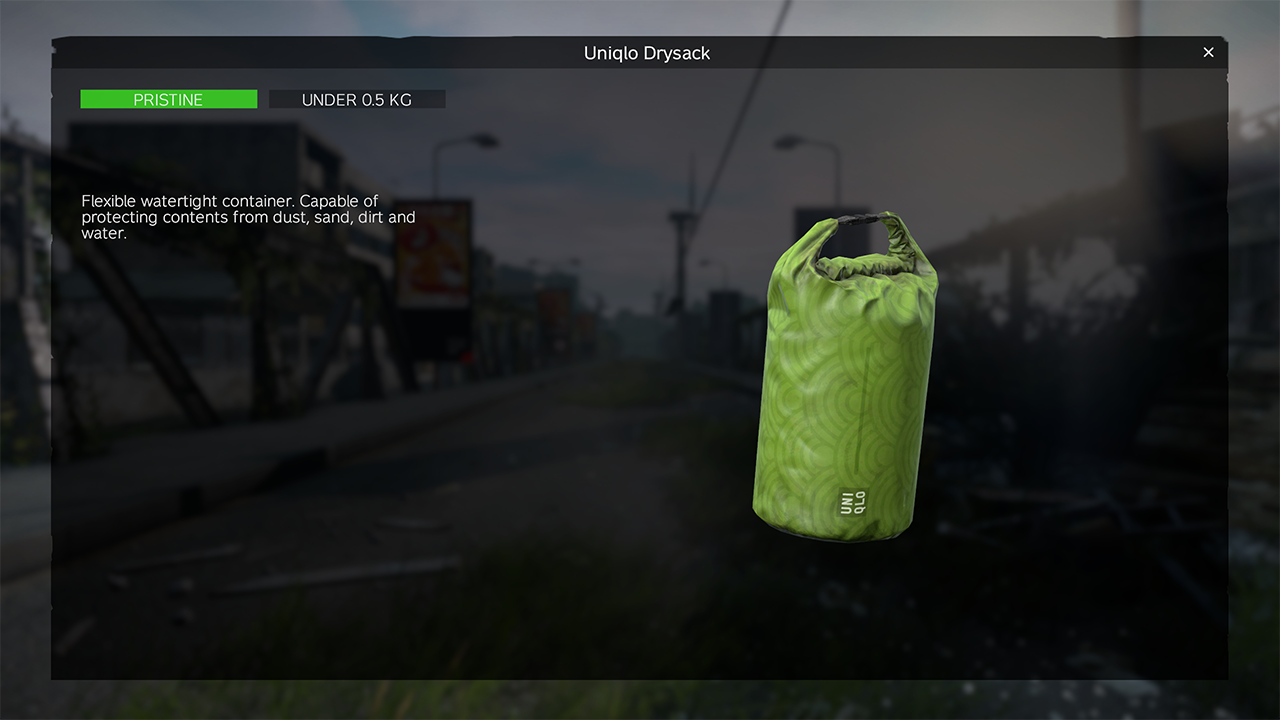 Uniqlo Drysack
×
PRISTINE
UNDER 0.5 KG
Flexible watertight container. Capable of
protecting contents from dust, sand, dirt and
water.
UNI
QLO